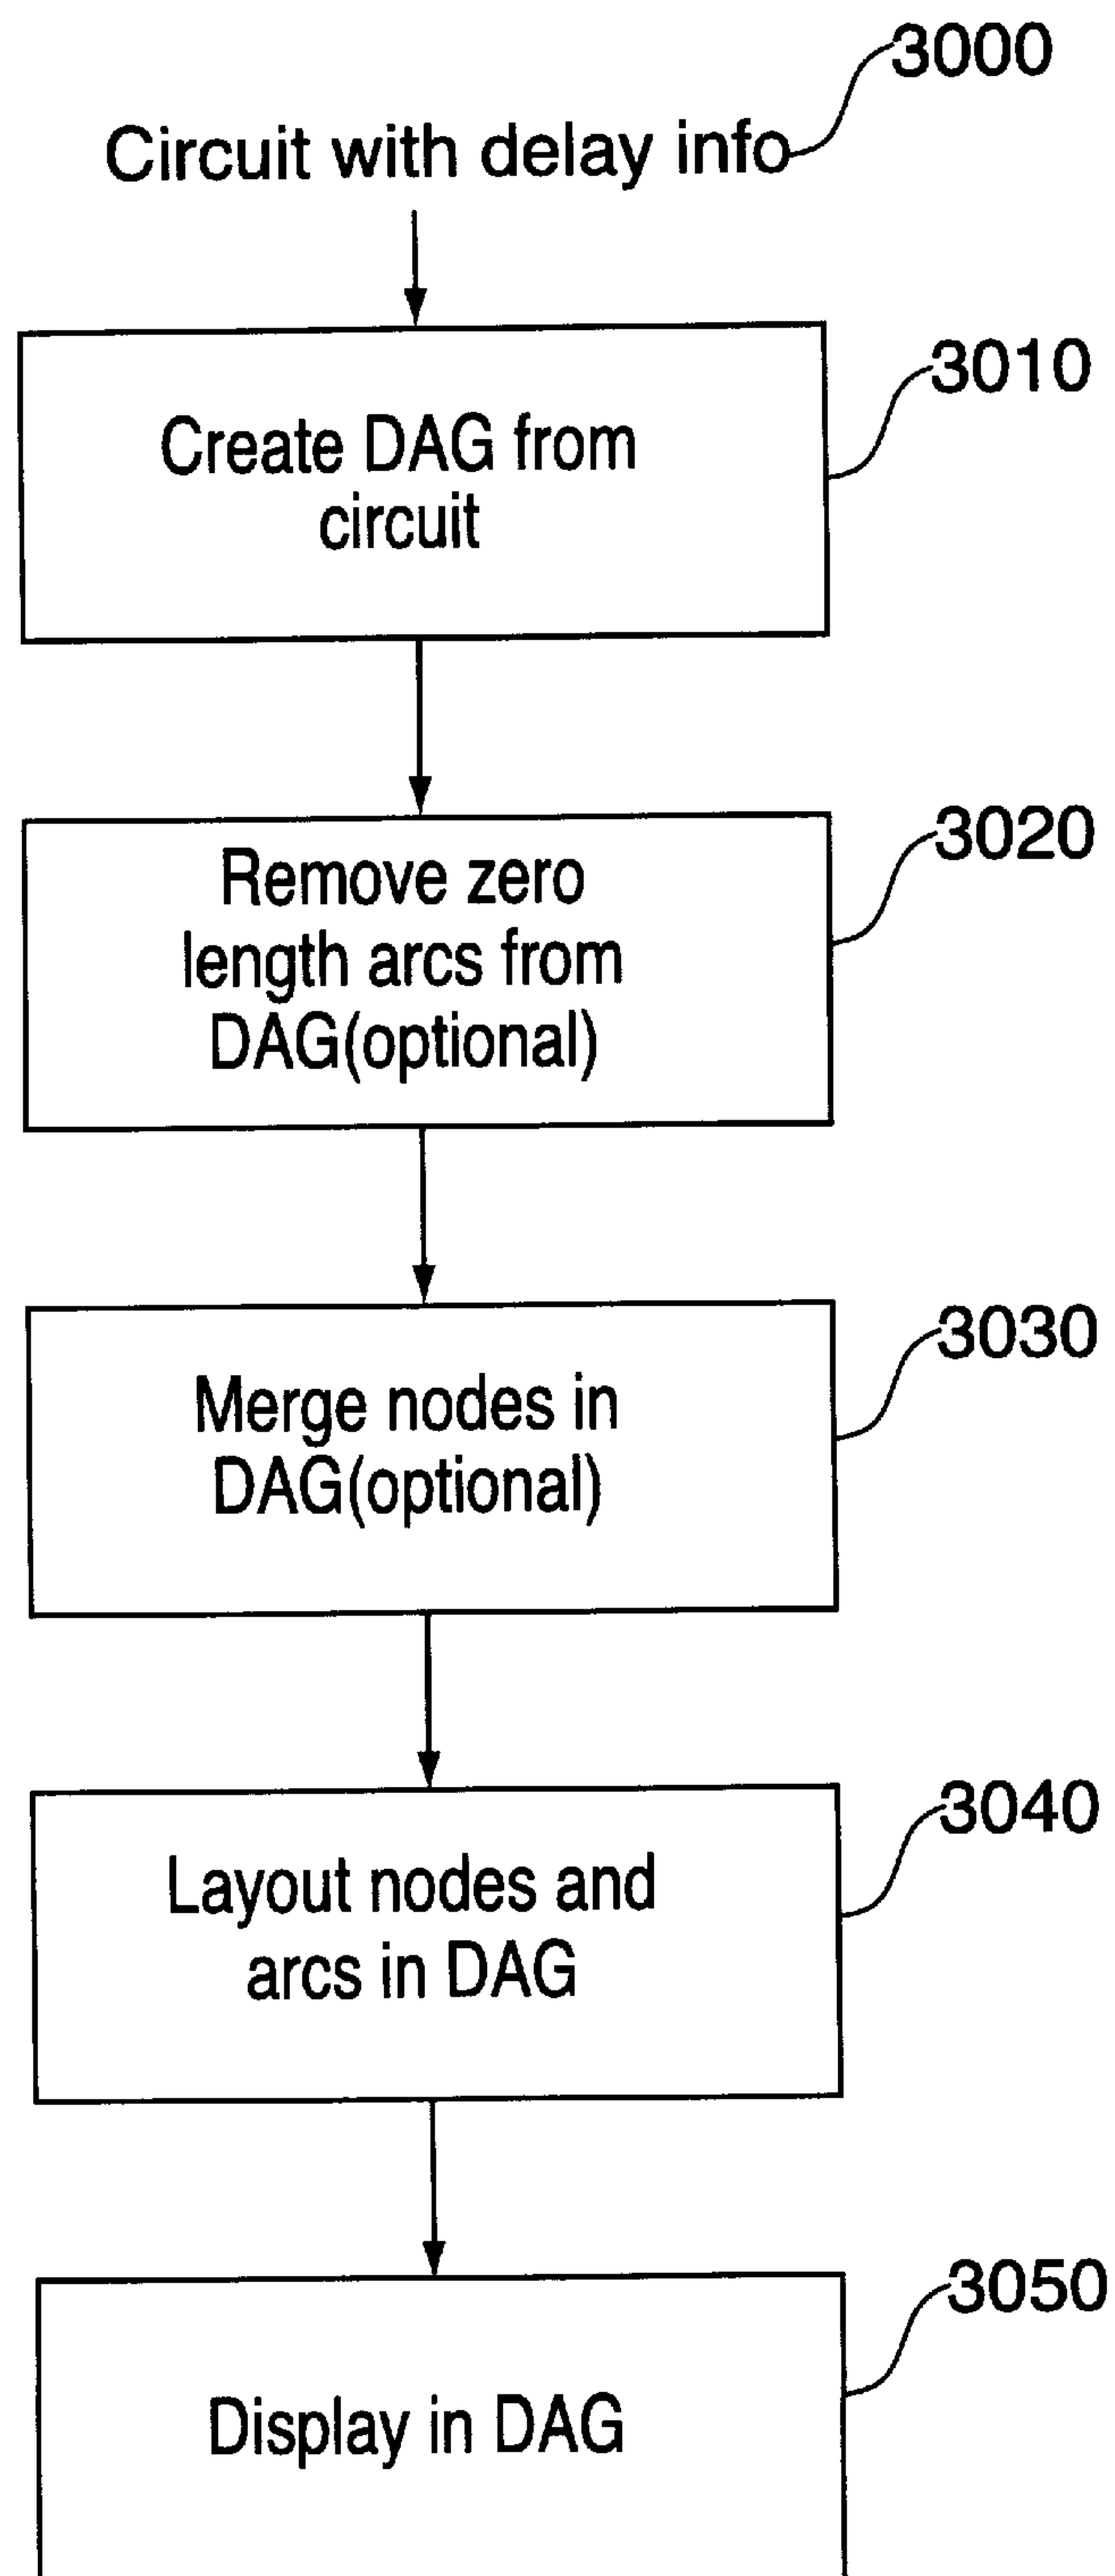 3000
Circuit with delay info
3010
Create DAG from
circuit
3020
Remove zero
length arcs from
DAG(optional)
3030
Merge nodes in
DAG(optional)
3040
Layout nodes and
arcs in DAG
3050
Display in DAG